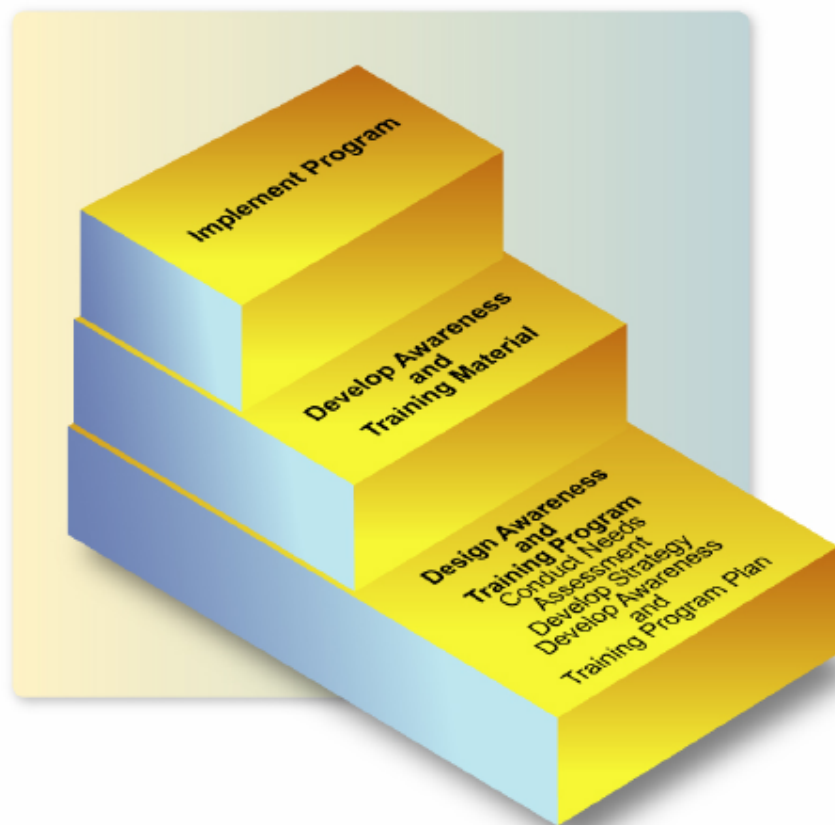 Implement Program
Develop Awareness
and
Training Material
Design Awareness
and
Training Program
Conduct Needs
Assessment
Develop Strategy
Develop Awareness
and
Training Program Plan